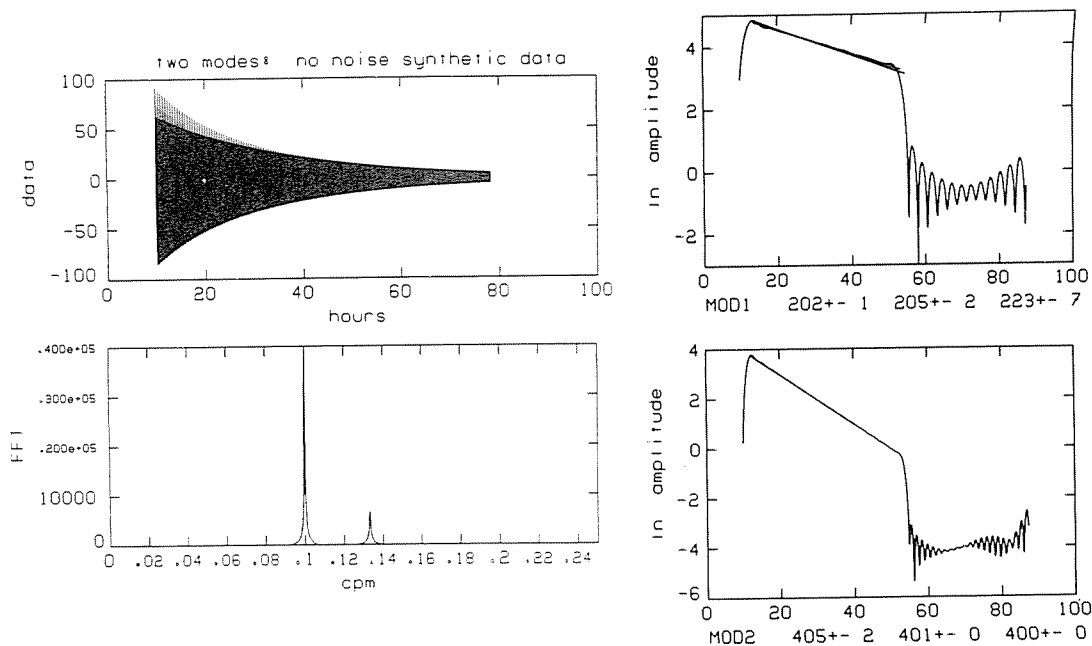 two modes& no noise synthetic data
100
50
0
-50
-100
data
0 20 40 60 80 100
hours
.400e+05
.300e+05
.200e+05
10000
0
FFT
0 .02 .04 .06 .08 0.1 0.12 .14 .16 .18 .2 .22 .24
cpm
4
2
0
-2
ln amplitude
0 20 40 60 80 100
MOD1 202+- 1 205+- 2 223+- 7
4
2
0
-2
-4
-6
ln amplitude
0 20 40 60 80 100
MOD2 405+- 2 401+- 0 400+- 0